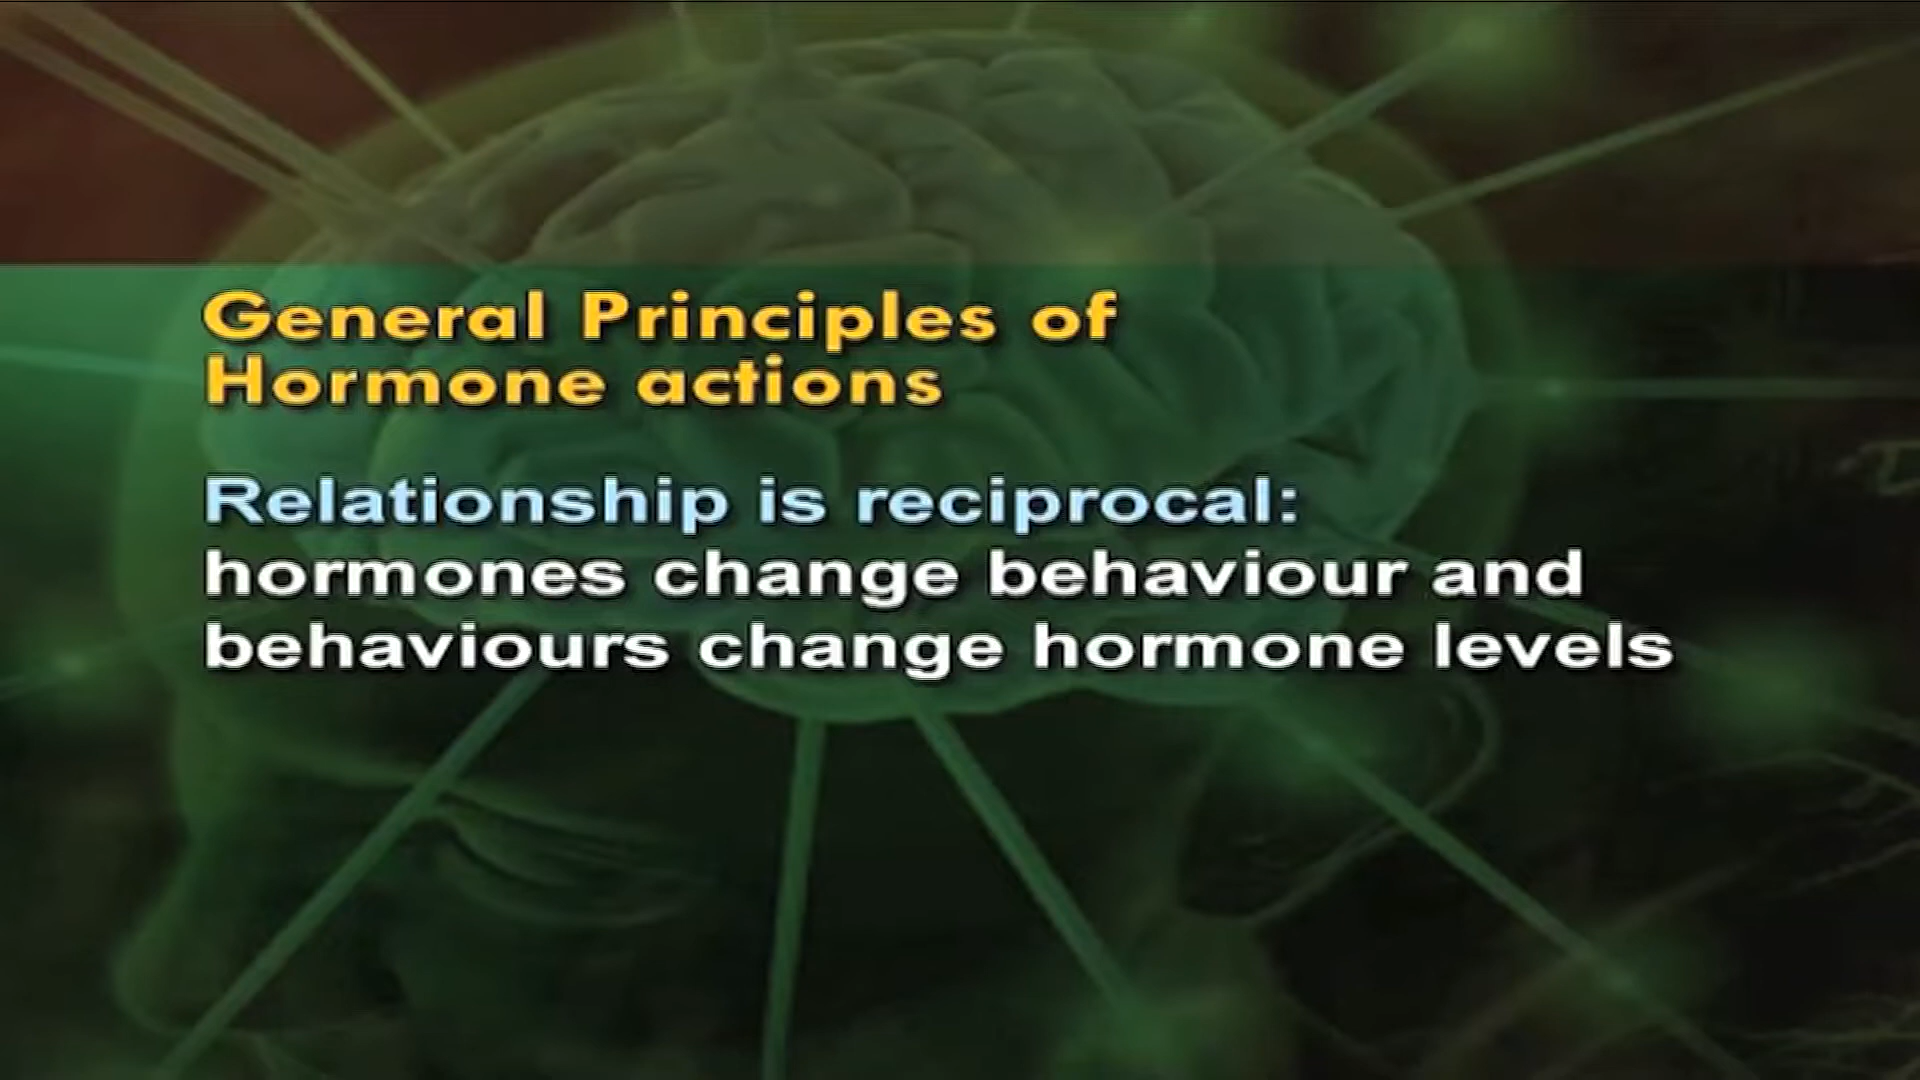 General Principles of
Hormone actions
Relationship is reciprocal:
hormones change behaviour and
behaviours change hormone levels